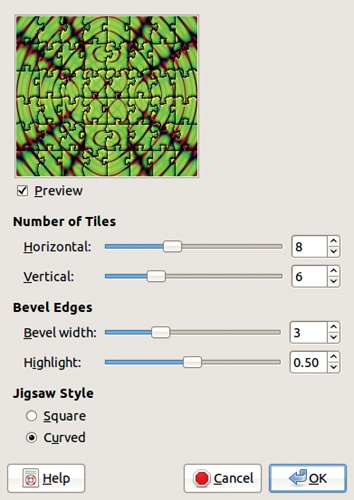 Preview
Number of Tiles
Horizontal: 8
Vertical: 6
Bevel Edges
Bevel width: 3
Highlight: 0.50
Jigsaw Style
Square
Curved
Help Cancel OK